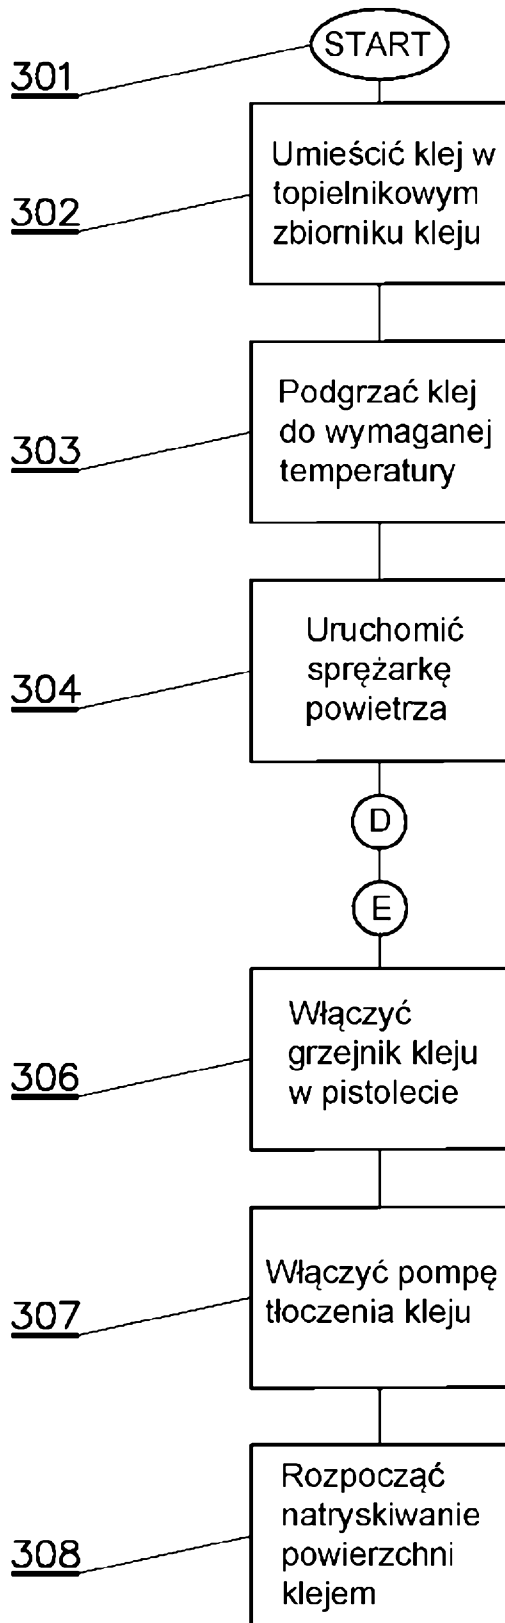 START
301
Umieścić klej w
topielnikowym
zbiorniku kleju
302
Podgrzać klej
do wymaganej
temperatury
303
Uruchomić
sprężarkę
powietrza
304
D
E
Włączyć
grzejnik kleju
w pistolecie
306
Włączyć pompę
tłoczenia kleju
307
Rozpocząć
natryskiwanie
powierzchni
klejem
308